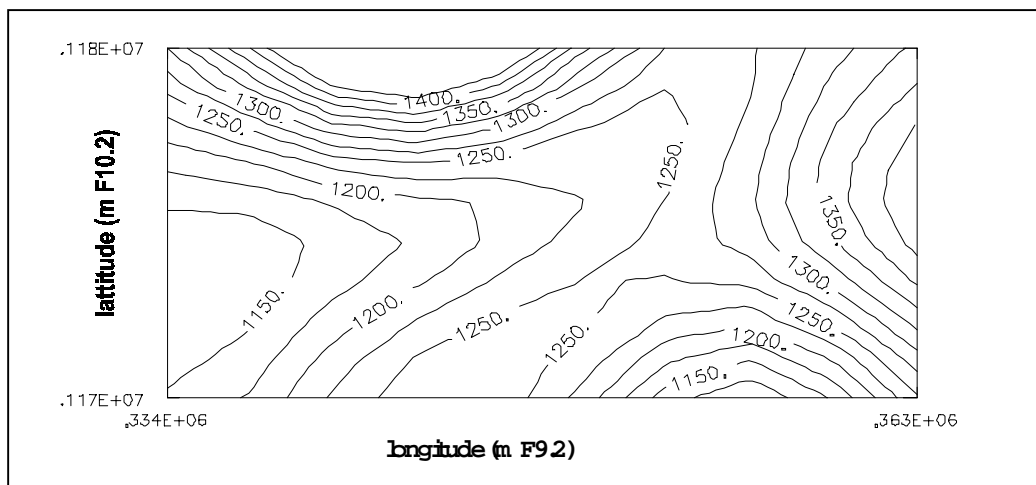 .118E+07
1400.
1300.
1350.
1250.
1300.
1250.
1250.
1200.
1350.
lattitude (m F10.2)
1300.
1150.
1200.
1250.
1250.
1250.
1200.
1150.
.117E+07
.334E+06
.363E+06
longitude (m F9.2)